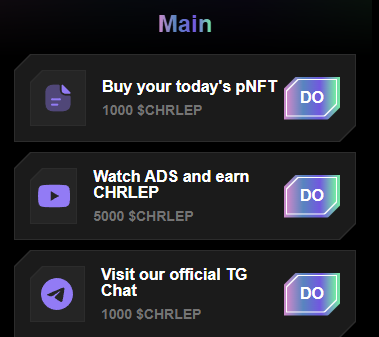 Main
Buy your today's pNFT
1000 $CHRLEP
DO
Watch ADS and earn
CHRLEP
5000 $CHRLEP
DO
Visit our official TG
Chat
1000 $CHRLEP
DO